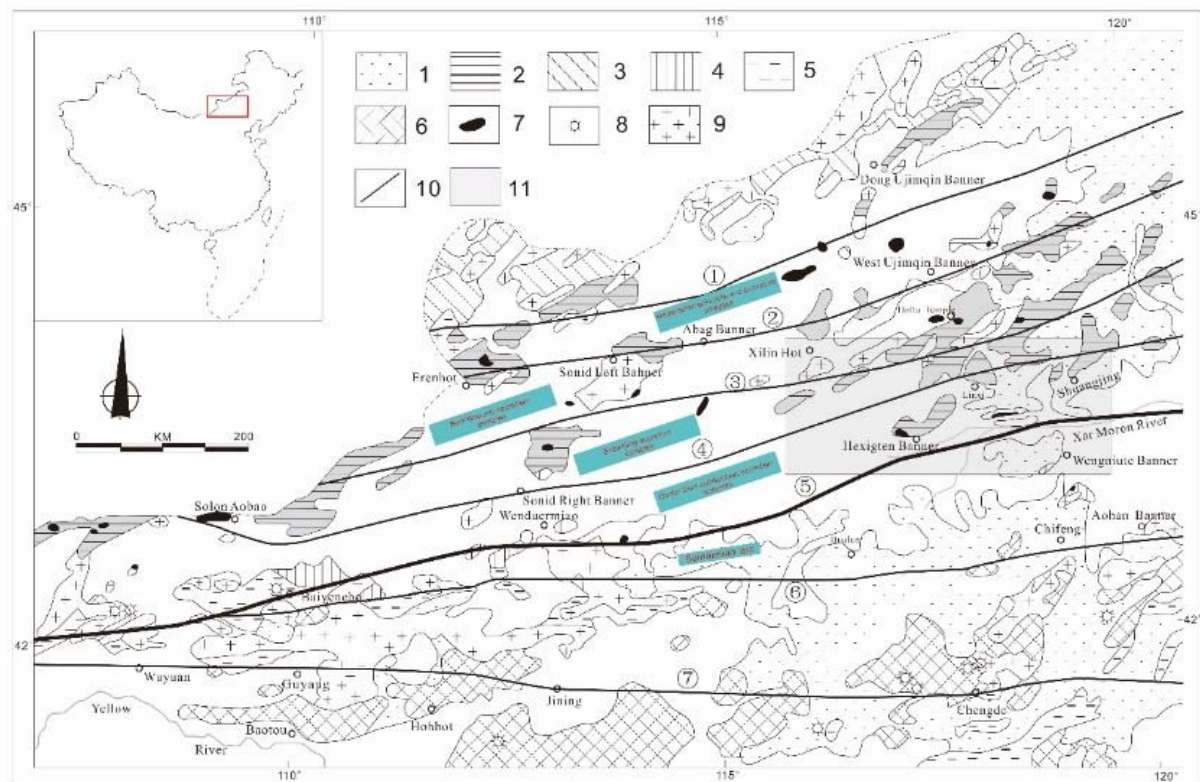 110°
115°
120°
1
2
3
4
5
6
7
8
9
10
11
45°
45°
Dong Ujimqin Banner
West Ujimqin Banner
①
②
Abag Banner
Xilin Hot
Sonid Left Banner
Frenhot
③
Shuangjing
KM
0
200
Hexigten Banner
Xar Moron River
Wengniute Banner
④
⑤
Sonid Right Banner
Solon Aobao
Wenduermiao
Chifeng
Aohan Banner
⑥
42
42°
Wuyuan
Guyang
⑦
Jining
Chengde
Yellow
River
Baotou
Hohhot
110°
115°
120°